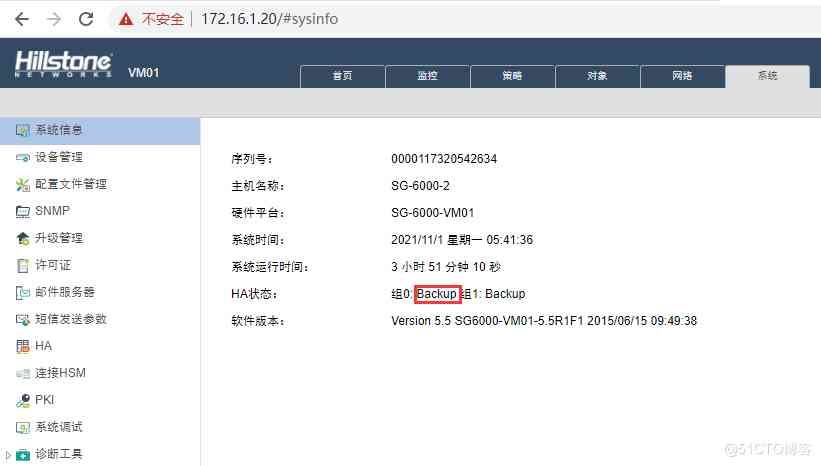 不安全 172.16.1.20/#sysinfo
Hillstone
NETWORKS VM01
首页 监控 策略 对象 网络 系统
系统信息
设备管理
配置文件管理
SNMP
升级管理
许可证
邮件服务器
短信发送参数
HA
连接HSM
PKI
系统调试
诊断工具
序列号： 0000117320542634
主机名称： SG-6000-2
硬件平台： SG-6000-VM01
系统时间： 2021/11/1 星期一 05:41:36
系统运行时间： 3 小时 51 分钟 10 秒
HA状态： 组0: Backup 组1: Backup
软件版本： Version 5.5 SG6000-VM01-5.5R1F1 2015/06/15 09:49:38
@51CTO博客